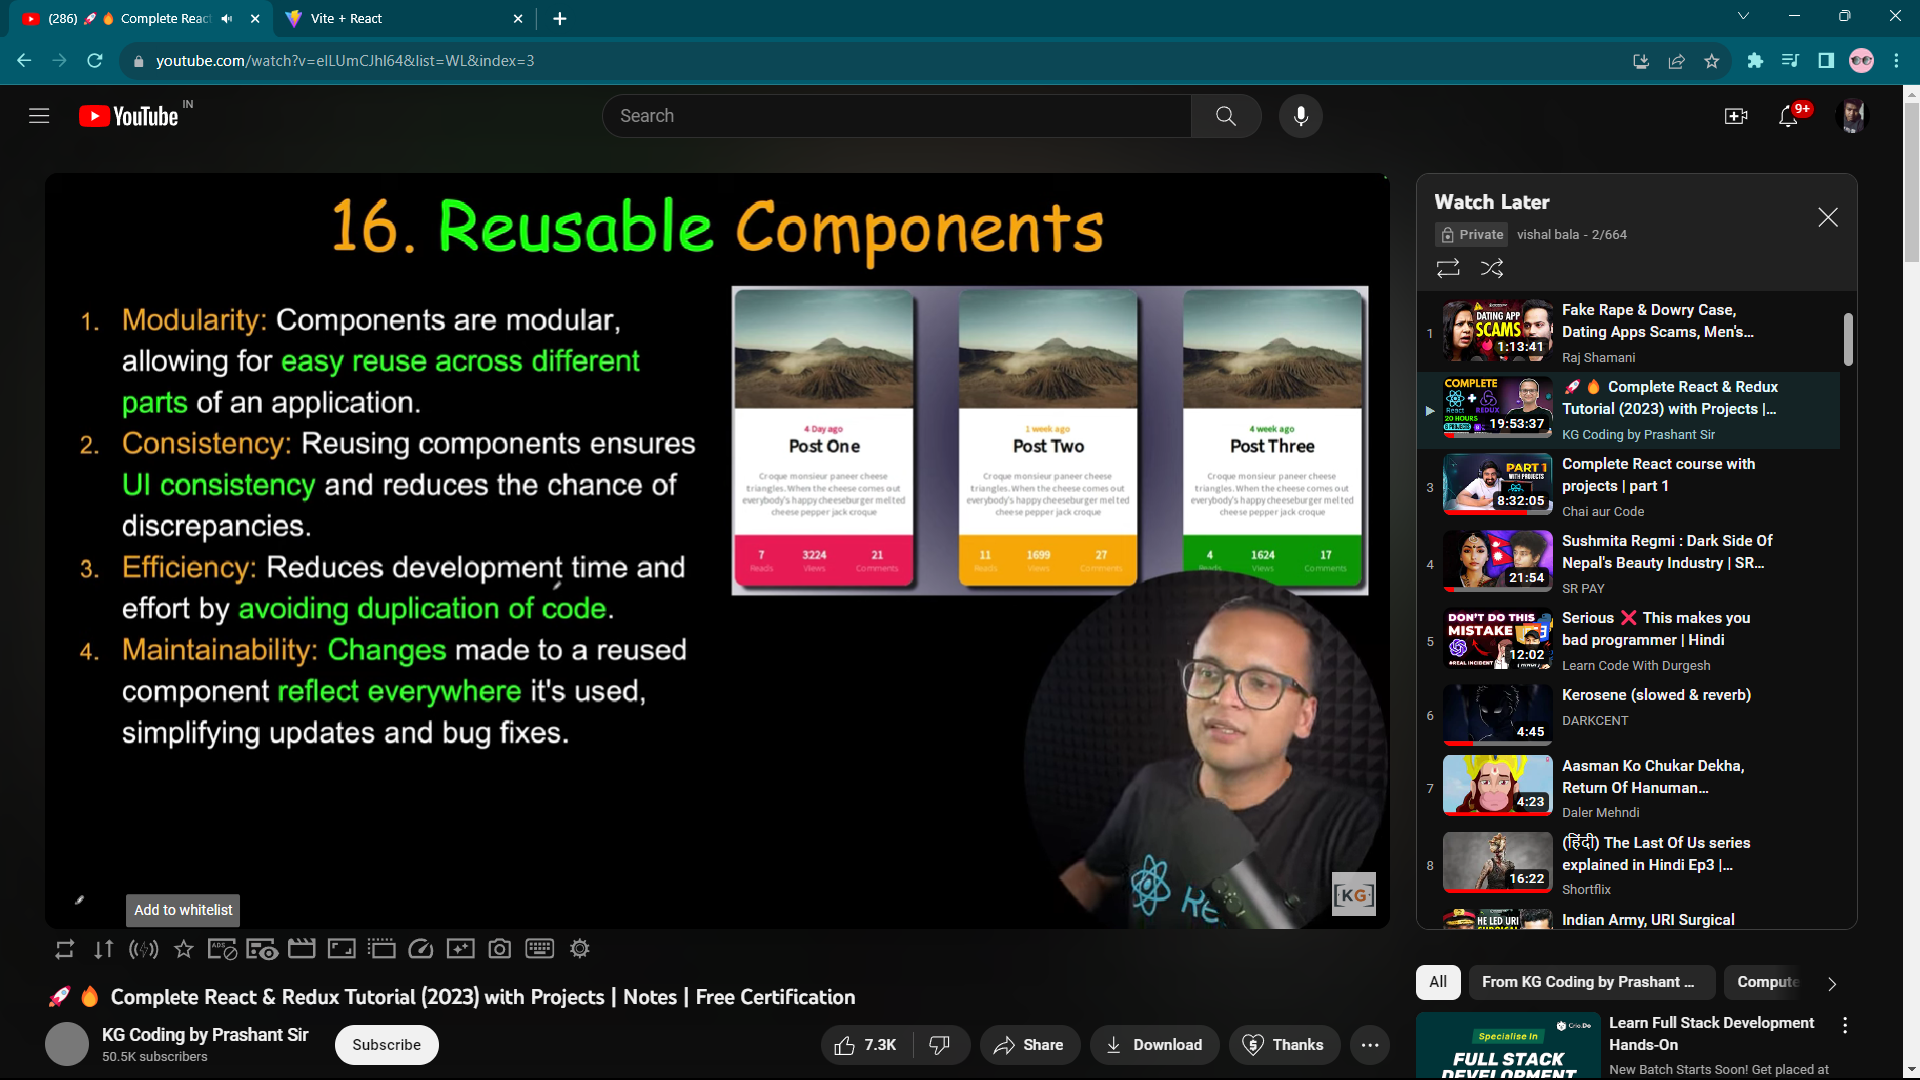 (286) 🚀🔥 Complete Reac
Vite + React
youtube.com/watch?v=elLUmCJhl64&list=WL&index=3
YouTube IN
Search
9+
16. Reusable Components
1. Modularity: Components are modular,
allowing for easy reuse across different
parts of an application.
2. Consistency: Reusing components ensures
UI consistency and reduces the chance of
discrepancies.
3. Efficiency: Reduces development time and
effort by avoiding duplication of code.
4. Maintainability: Changes made to a reused
component reflect everywhere it's used,
simplifying updates and bug fixes.
4 Day ago
Post One
Croque monsieur paneer cheese
triangles. When the cheese comes out
everybody's happy cheeseburger melted
cheese pepper jack croque
7 3224 21
Reads Views Comments
1 week ago
Post Two
Croque monsieur paneer cheese
triangles. When the cheese comes out
everybody's happy cheeseburger melted
cheese pepper jack croque
11 1699 27
Reads Views Comments
4 week ago
Post Three
Croque monsieur paneer cheese
triangles. When the cheese comes out
everybody's happy cheeseburger melted
cheese pepper jack croque
4 1624 17
Reads Views Comments
KG
Add to whitelist
🚀🔥 Complete React & Redux Tutorial (2023) with Projects | Notes | Free Certification
KG Coding by Prashant Sir
50.5K subscribers
Subscribe
7.3K
Share
Download
Thanks
Watch Later
Private vishal bala - 2/664
1
DATING APP
SCAMS
1:13:41
Fake Rape & Dowry Case,
Dating Apps Scams, Men's...
Raj Shamani
COMPLETE
React
REDUX
20 HOURS
19:53:37
🚀🔥 Complete React & Redux
Tutorial (2023) with Projects |...
KG Coding by Prashant Sir
3
PART 1
WITH PROJECTS
8:32:05
Complete React course with
projects | part 1
Chai aur Code
4
21:54
Sushmita Regmi : Dark Side Of
Nepal's Beauty Industry | SR...
SR PAY
5
DON'T DO THIS
MISTAKE
#REAL INCIDENT
12:02
Serious ❌ This makes you
bad programmer | Hindi
Learn Code With Durgesh
6
4:45
Kerosene (slowed & reverb)
DARKCENT
7
4:23
Aasman Ko Chukar Dekha,
Return Of Hanuman...
Daler Mehndi
8
16:22
(हिंदी) The Last Of Us series
explained in Hindi Ep3 |...
Shortflix
HE LED URI
Indian Army, URI Surgical
All
From KG Coding by Prashant ...
Compute
Crio.Do
Specialise In
FULL STACK
DEVELOPMENT
Learn Full Stack Development
Hands-On
New Batch Starts Soon! Get placed at